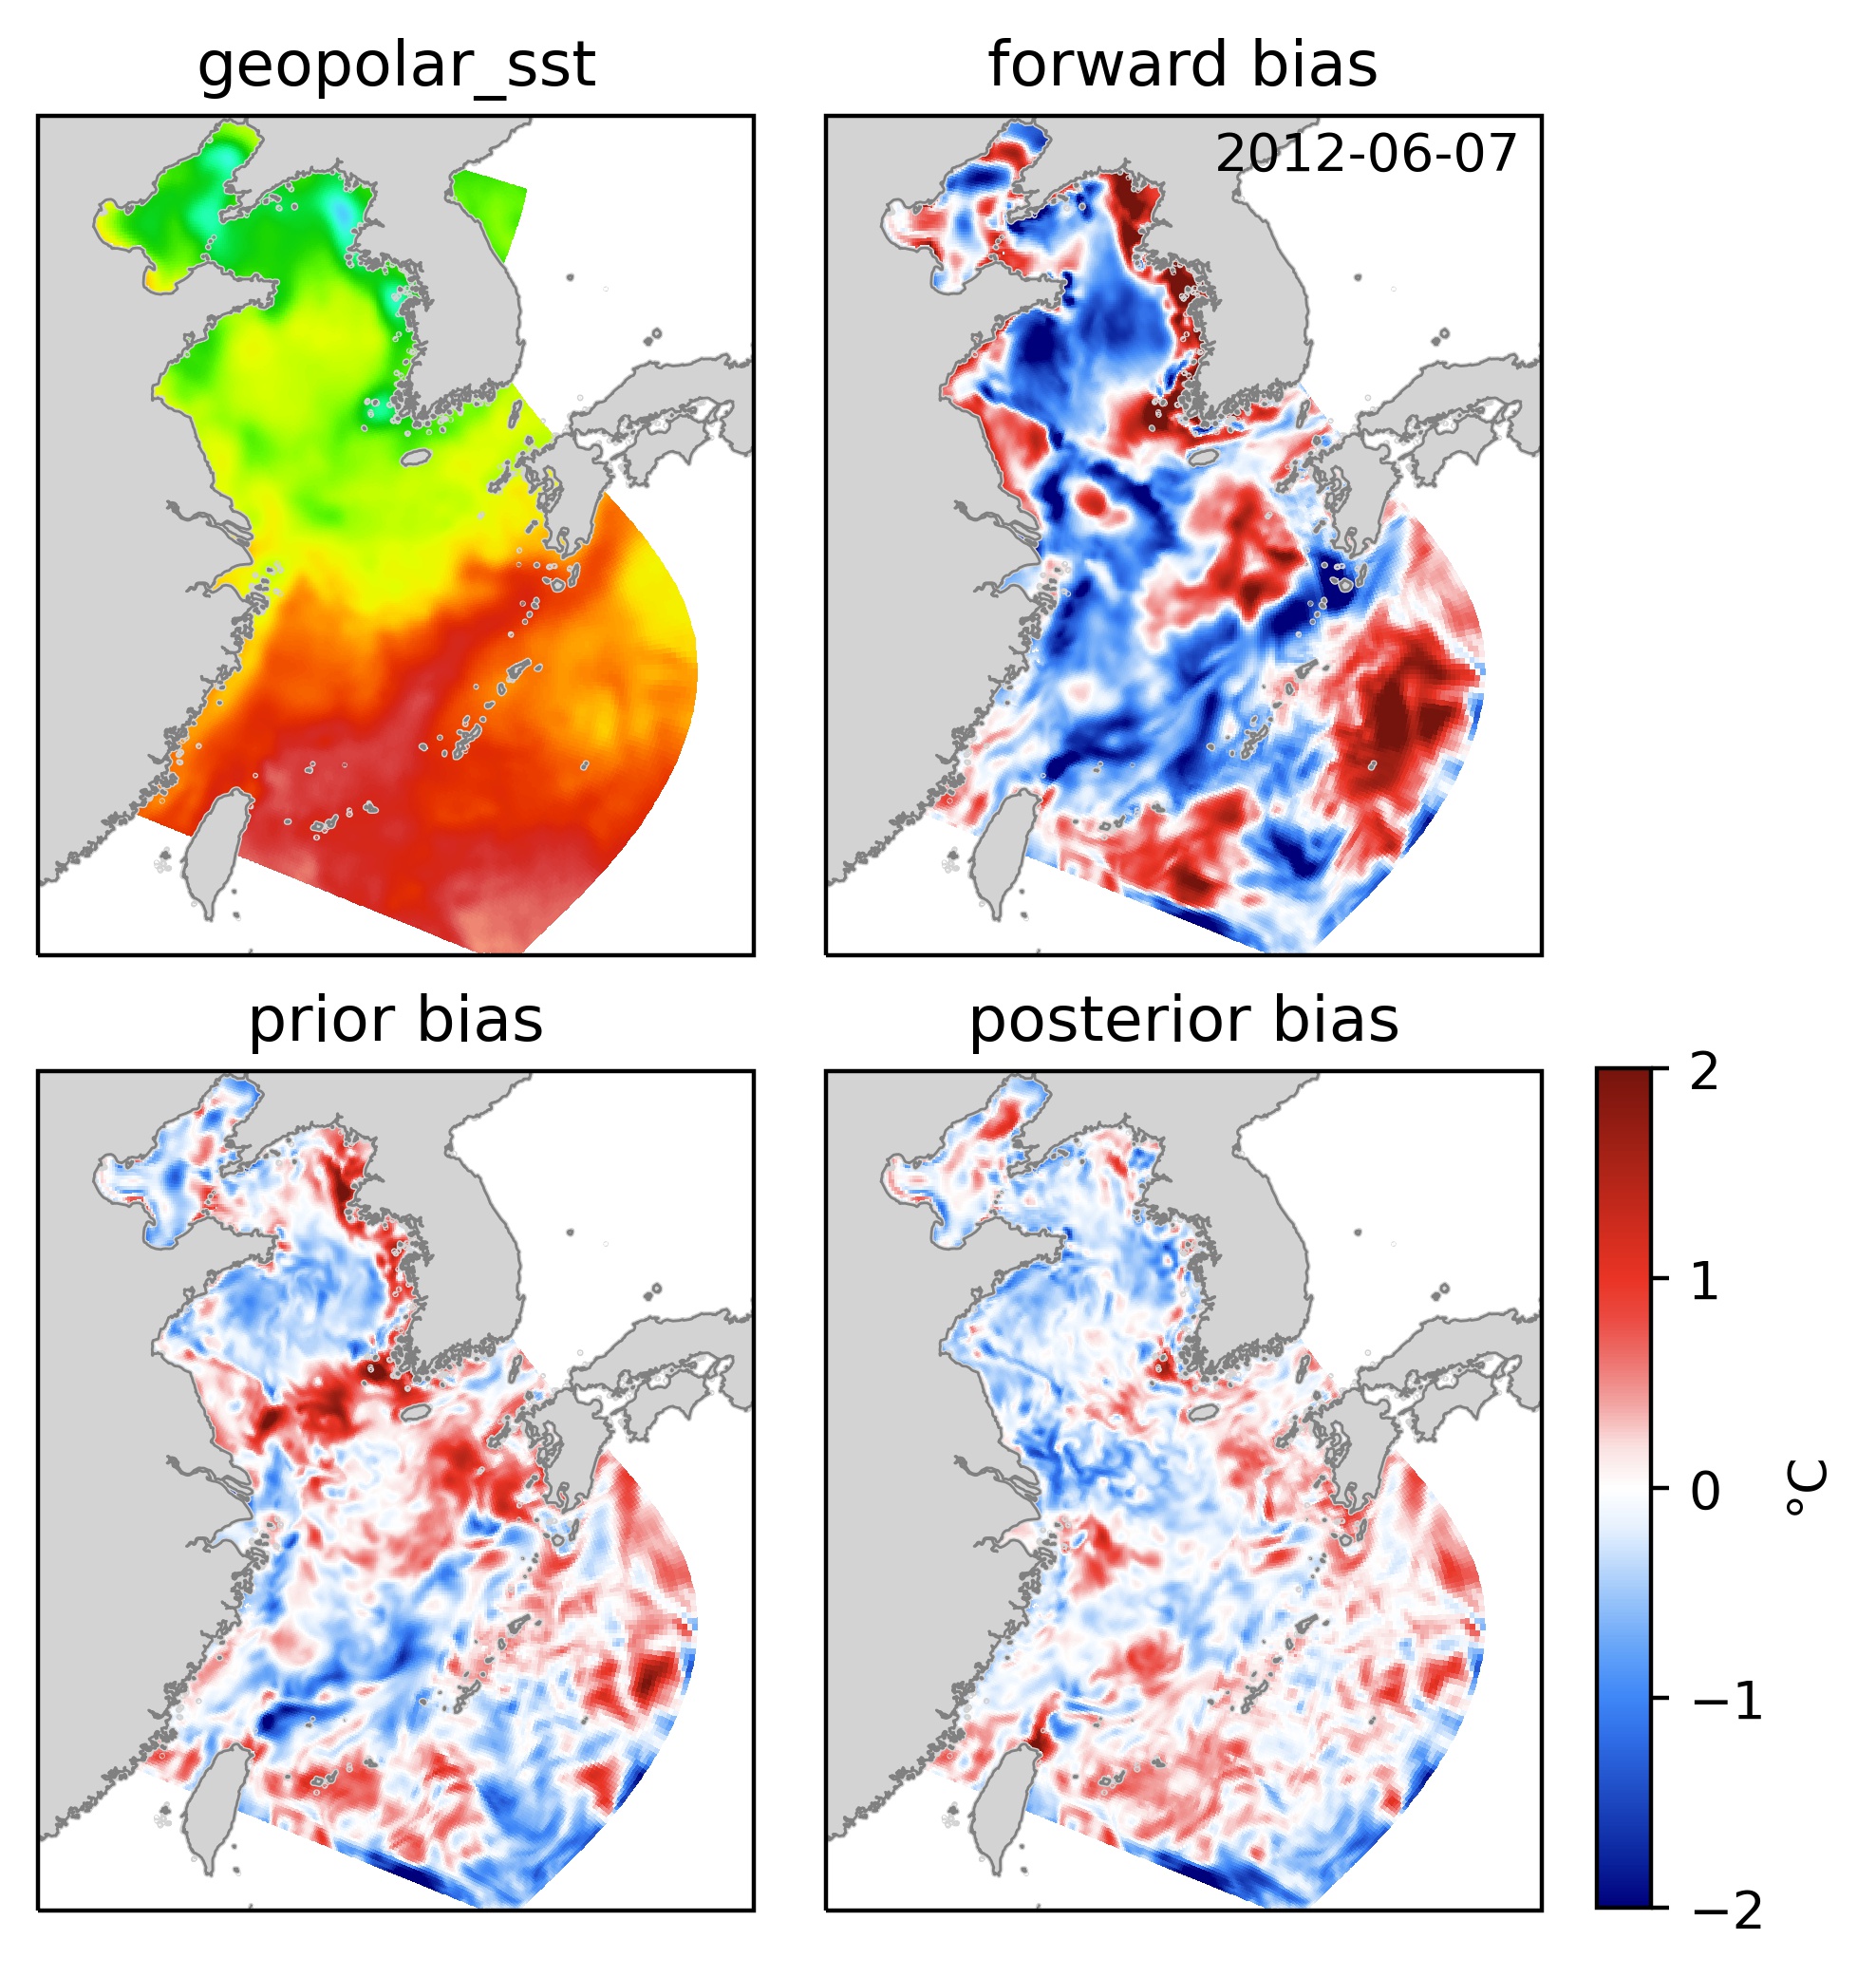 geopolar_sst
forward bias
2012-06-07
prior bias
posterior bias
2
1
0
−1
−2
°C